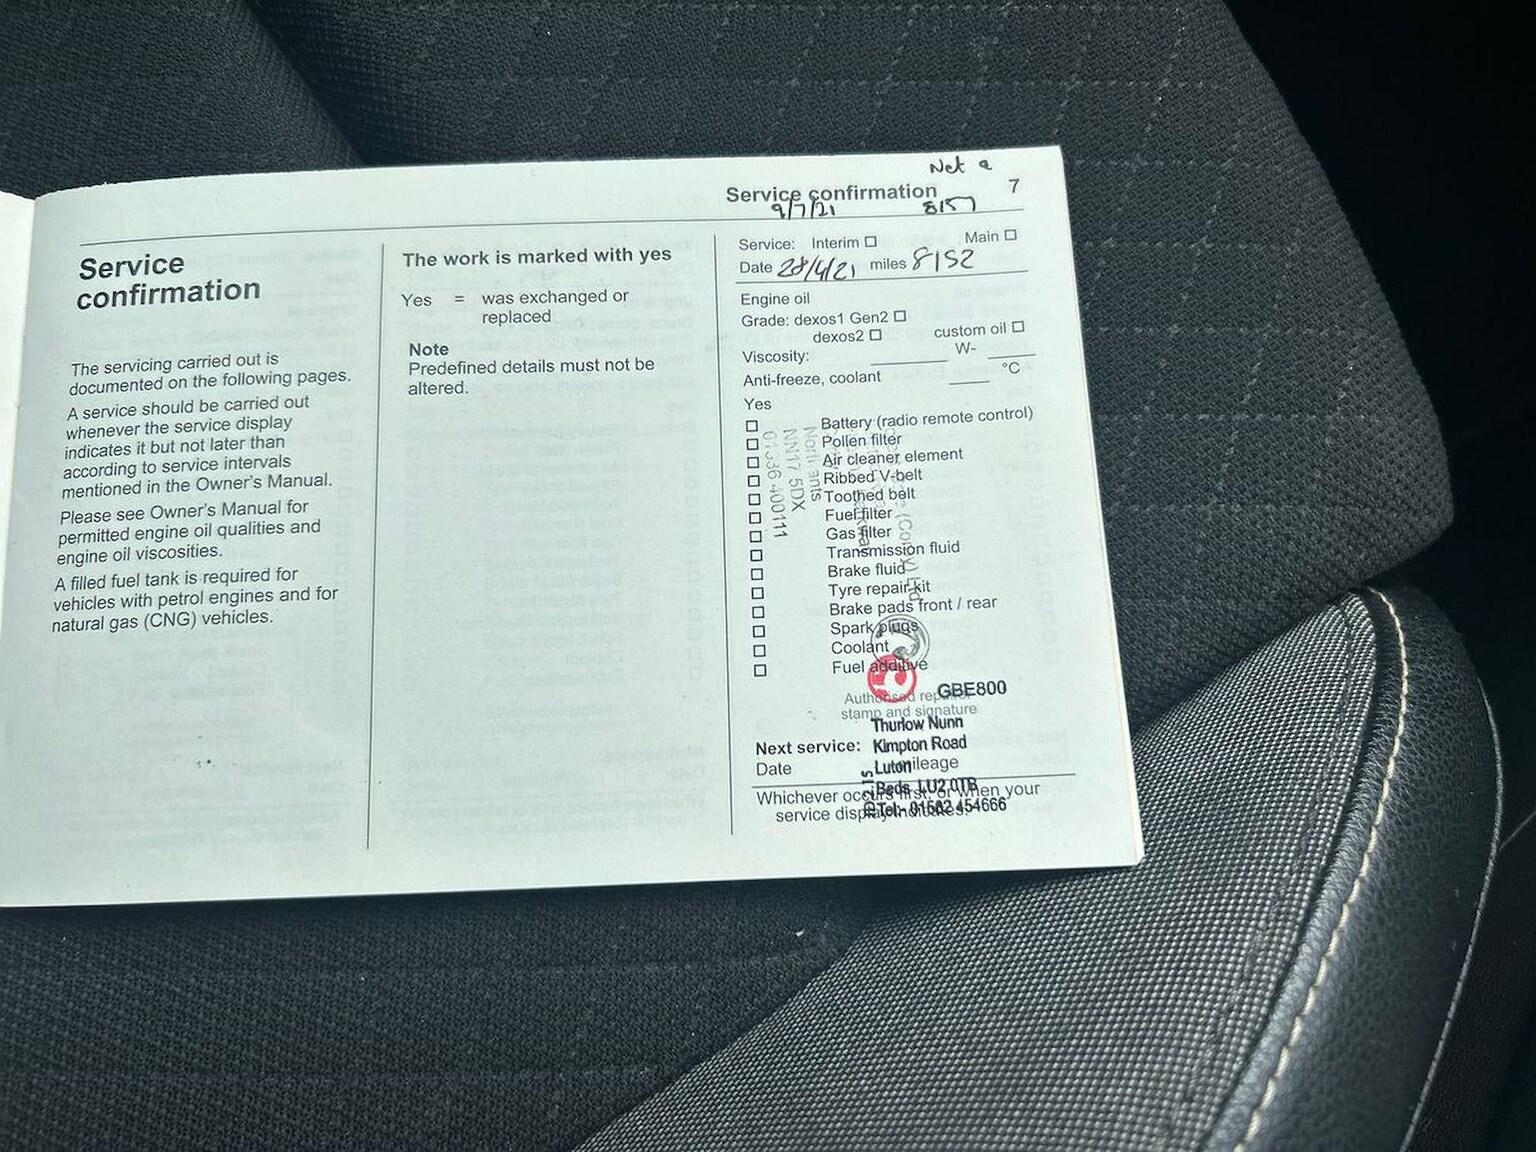 Net a
Service confirmation 7
9/7/21 8157
Service
confirmation
The servicing carried out is
documented on the following pages.
A service should be carried out
whenever the service display
indicates it but not later than
according to service intervals
mentioned in the Owner's Manual.
Please see Owner's Manual for
permitted engine oil qualities and
engine oil viscosities.
A filled fuel tank is required for
vehicles with petrol engines and for
natural gas (CNG) vehicles.
The work is marked with yes
Yes = was exchanged or
replaced
Note
Predefined details must not be
altered.
Service: Interim Main
Date 28/4/21 miles 8152
Engine oil
Grade: dexos1 Gen2
dexos2 custom oil
Viscosity: W-
Anti-freeze, coolant °C
Yes
Battery (radio remote control)
Pollen filter
Air cleaner element
Ribbed V-belt
Toothed belt
Fuel filter
Gas filter
Transmission fluid
Brake fluid
Tyre repair kit
Brake pads front / rear
Spark plugs
Coolant
Fuel additive
Northants
NN17 5DX
01536 400111
Authorised repairer
stamp and signature
GBE800
Thurlow Nunn
Kimpton Road
Luton
Beds LU2 0TB
Tel:- 01582 454666
Next service:
Date Mileage
Whichever occurs first, or when your
service display indicates.